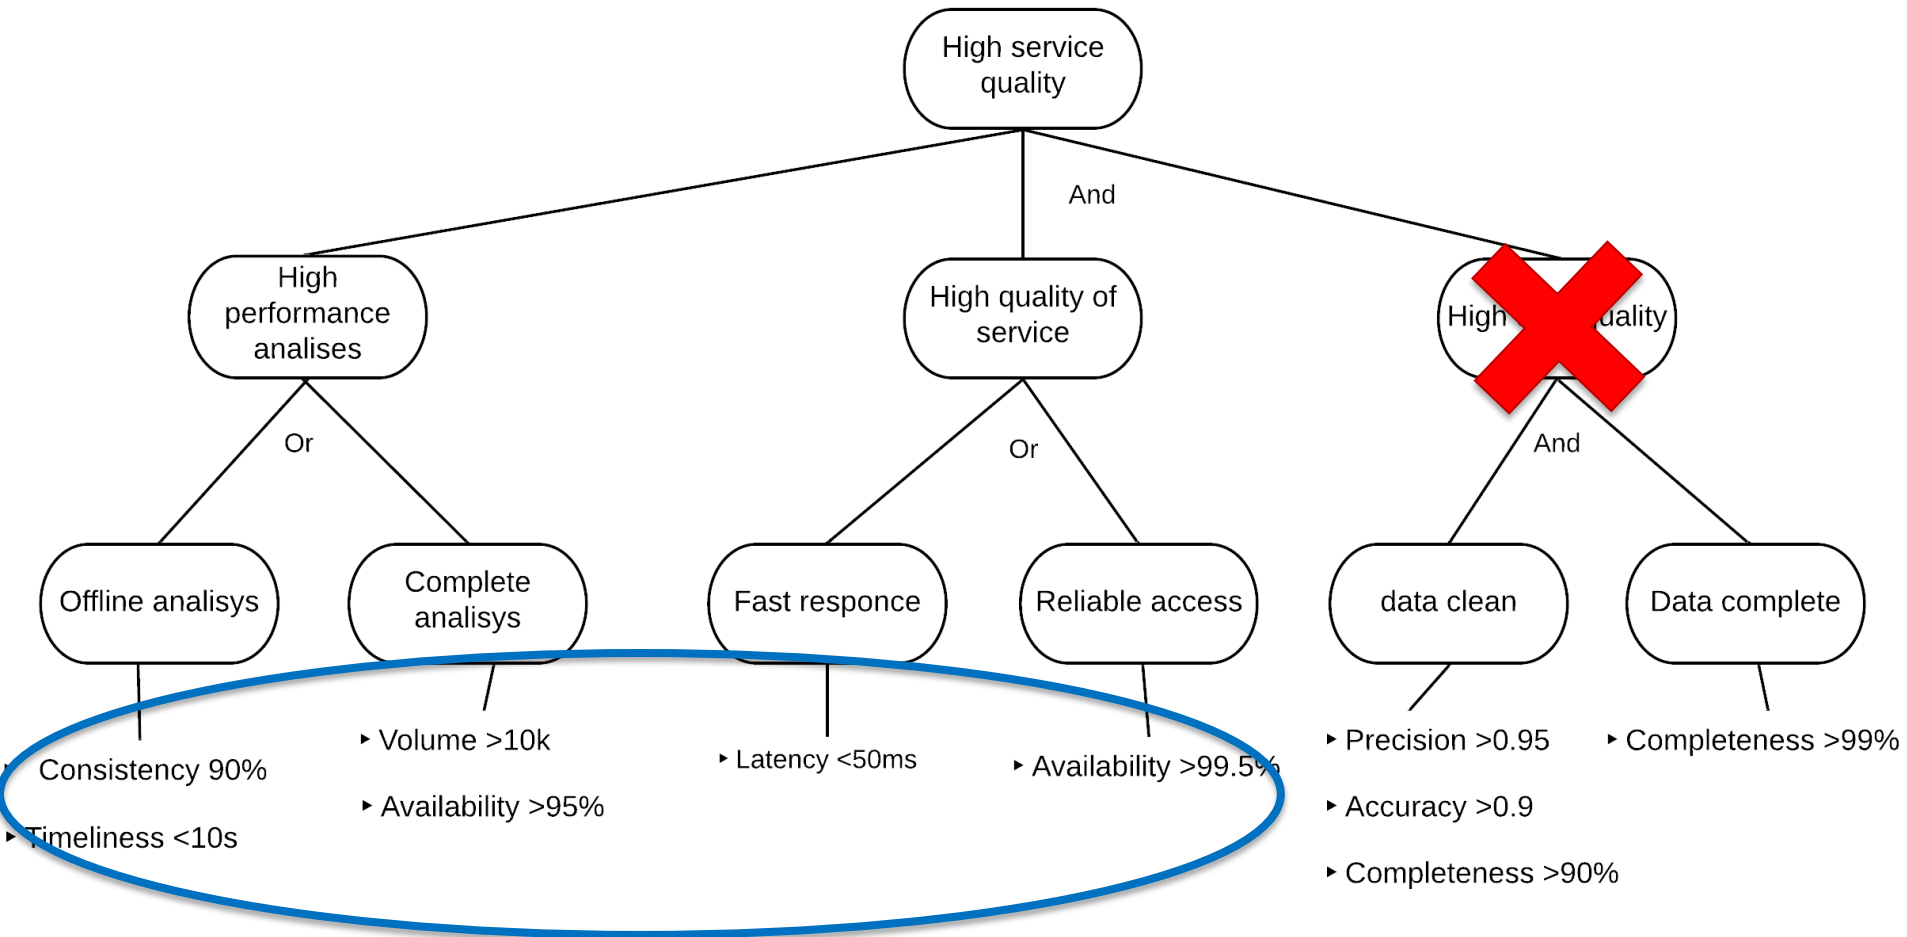 High service
quality
And
High
performance
analises
High quality of
service
High
uality
Or
Or
And
Offline analisys
Complete
analisys
Fast responce
Reliable access
data clean
Data complete
Consistency 90%
Timeliness <10s
Volume >10k
Availability >95%
Latency <50ms
Availability >99.5%
Precision >0.95
Accuracy >0.9
Completeness >90%
Completeness >99%